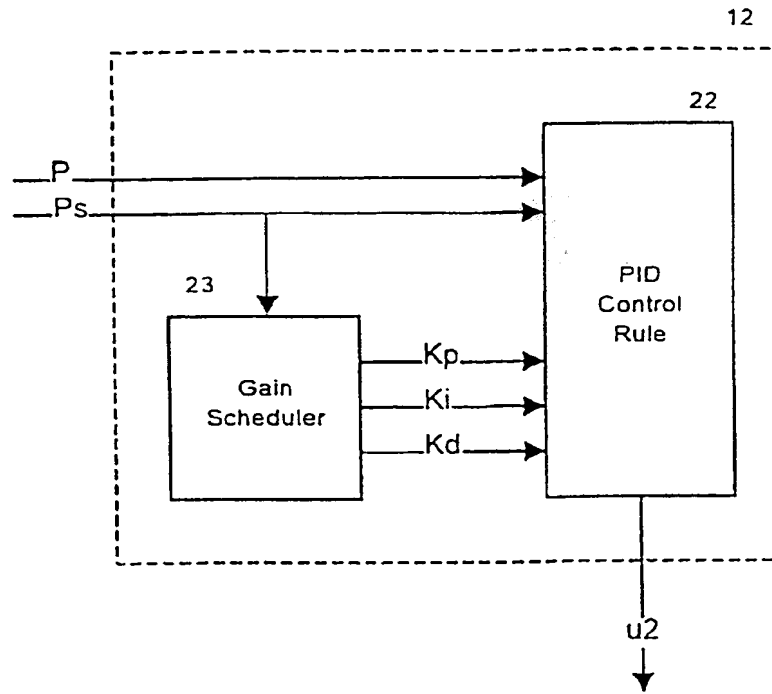 12
22
P
Ps
23
PID
Control
Rule
Gain
Scheduler
Kp
Ki
Kd
u2